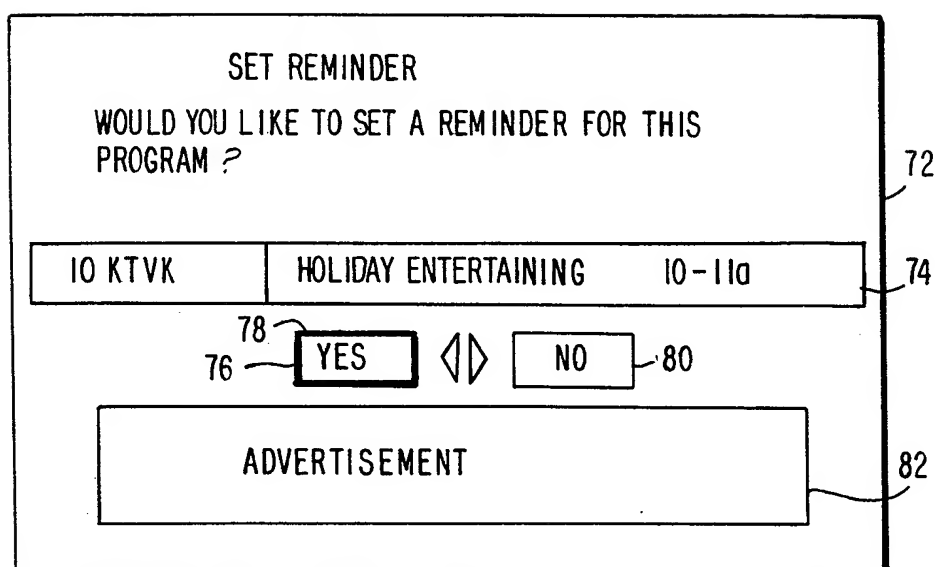 SET REMINDER
WOULD YOU LIKE TO SET A REMINDER FOR THIS
PROGRAM ?
72
10 KTVK HOLIDAY ENTERTAINING 10-11a
74
78
76 YES NO 80
ADVERTISEMENT
82